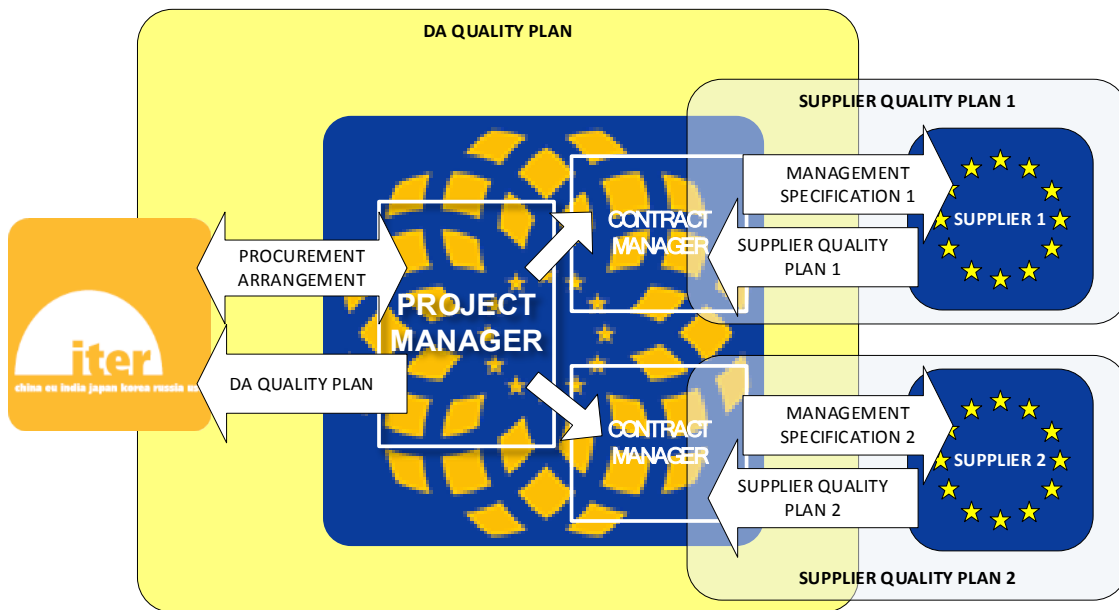 DA QUALITY PLAN
SUPPLIER QUALITY PLAN 1
MANAGEMENT
SPECIFICATION 1
SUPPLIER 1
CONTRACT
MANAGER
SUPPLIER QUALITY
PLAN 1
PROCUREMENT
ARRANGEMENT
PROJECT
MANAGER
iter
china eu india japan korea russia us
DA QUALITY PLAN
CONTRACT
MANAGER
MANAGEMENT
SPECIFICATION 2
SUPPLIER 2
SUPPLIER QUALITY
PLAN 2
SUPPLIER QUALITY PLAN 2